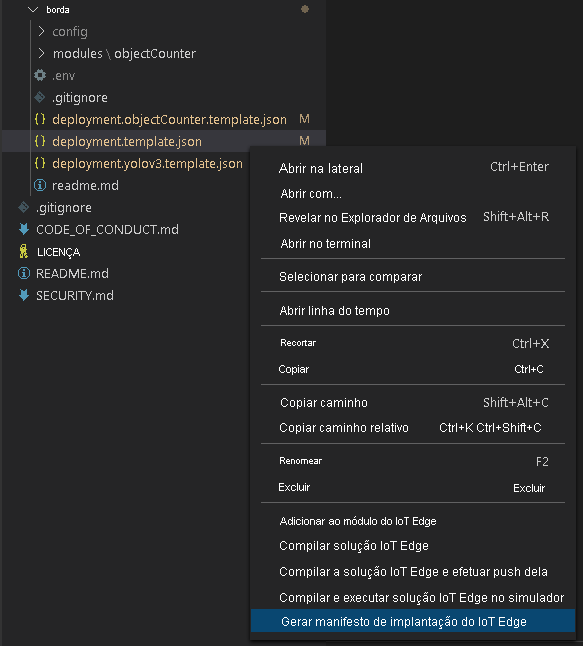 borda
config
modules \ objectCounter
.env
.gitignore
deployment.objectCounter.template.json M
deployment.template.json M
deployment.yolov3.template.json
readme.md
.gitignore
CODE_OF_CONDUCT.md
LICENÇA
README.md
SECURITY.md
Abrir na lateral Ctrl+Enter
Abrir com...
Revelar no Explorador de Arquivos Shift+Alt+R
Abrir no terminal
Selecionar para comparar
Abrir linha do tempo
Recortar Ctrl+X
Copiar Ctrl+C
Copiar caminho Shift+Alt+C
Copiar caminho relativo Ctrl+K Ctrl+Shift+C
Renomear F2
Excluir Excluir
Adicionar ao módulo do IoT Edge
Compilar solução IoT Edge
Compilar a solução IoT Edge e efetuar push dela
Compilar e executar solução IoT Edge no simulador
Gerar manifesto de implantação do IoT Edge